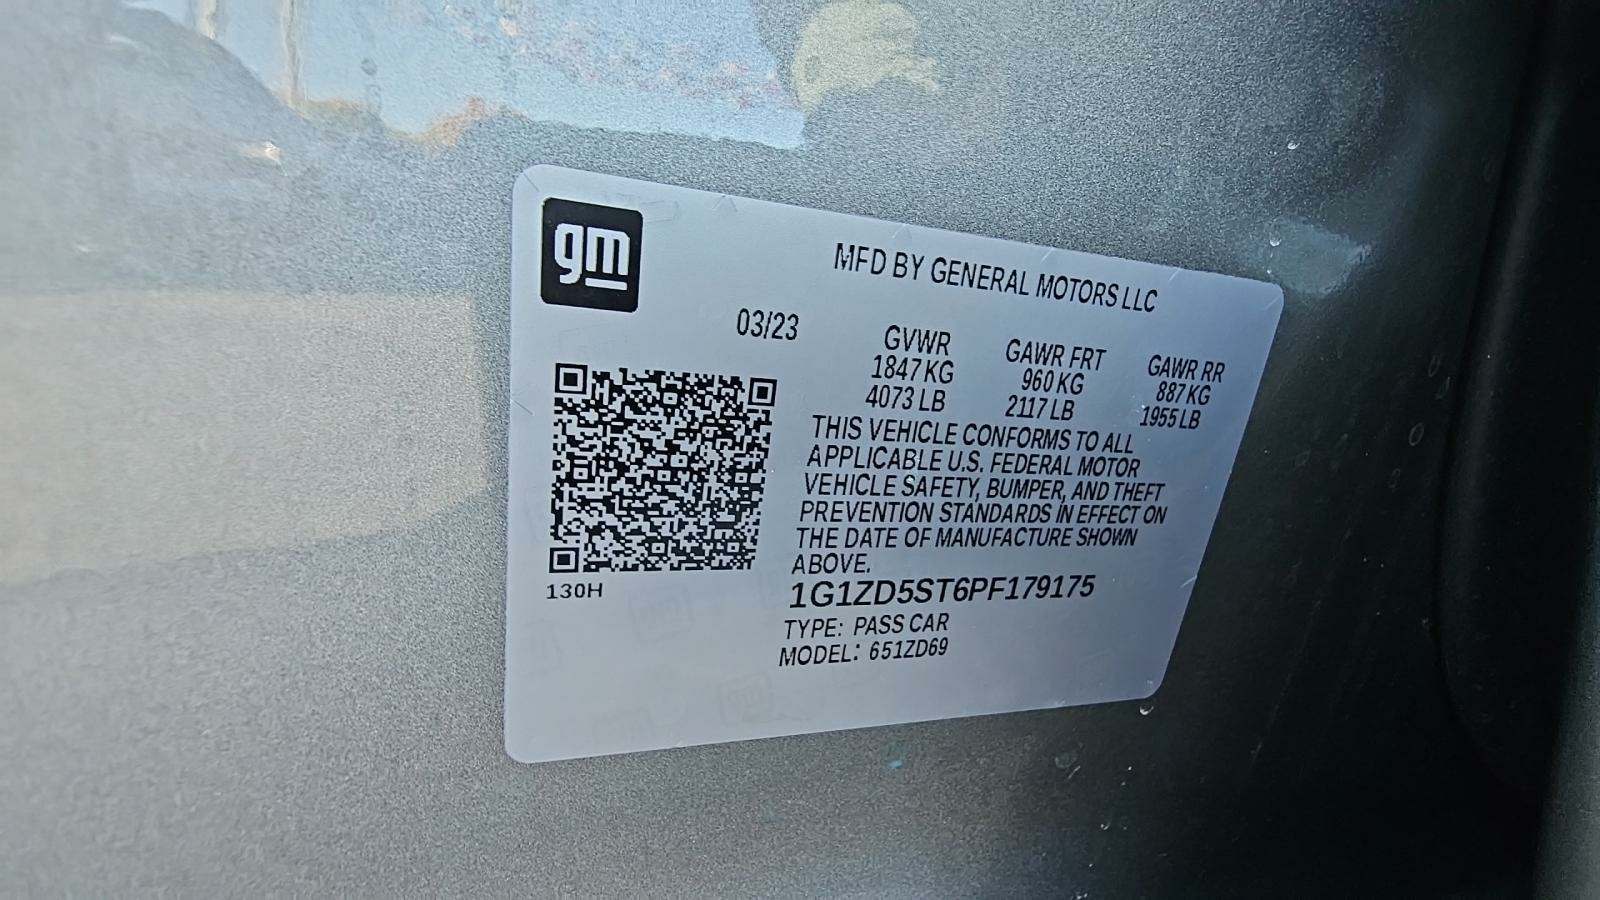 gm
MFD BY GENERAL MOTORS LLC
03/23
GVWR GAWR FRT GAWR RR
1847 KG 960 KG 887 KG
4073 LB 2117 LB 1955 LB
THIS VEHICLE CONFORMS TO ALL
APPLICABLE U.S. FEDERAL MOTOR
VEHICLE SAFETY, BUMPER, AND THEFT
PREVENTION STANDARDS IN EFFECT ON
THE DATE OF MANUFACTURE SHOWN
ABOVE.
130H
1G1ZD5ST6PF179175
TYPE: PASS CAR
MODEL: 651ZD69